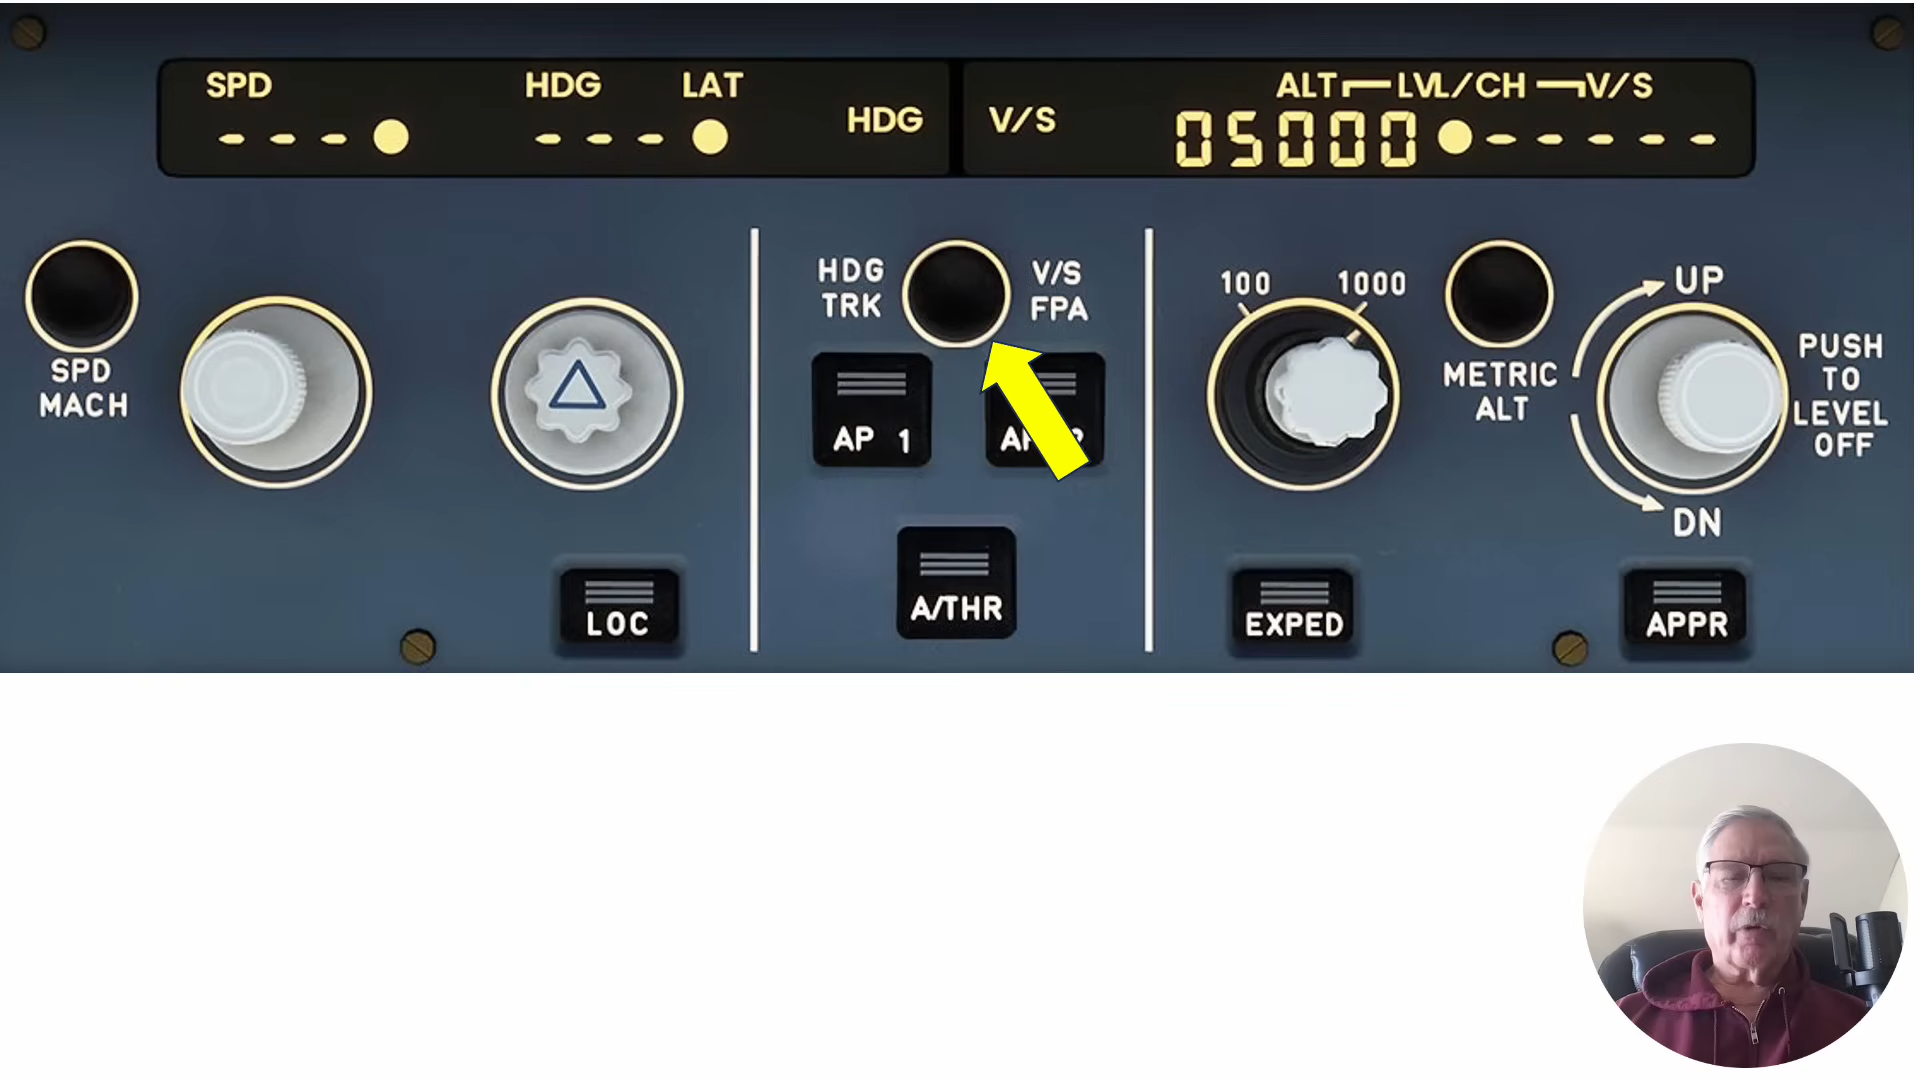 SPD HDG LAT HDG V/S ALT LVL/CH V/S
- - - - - - 05000 - - - - -
HDG V/S
TRK FPA
100 1000
UP
SPD
MACH
METRIC
ALT
PUSH
TO
LEVEL
OFF
AP 1
DN
LOC
A/THR
EXPED
APPR